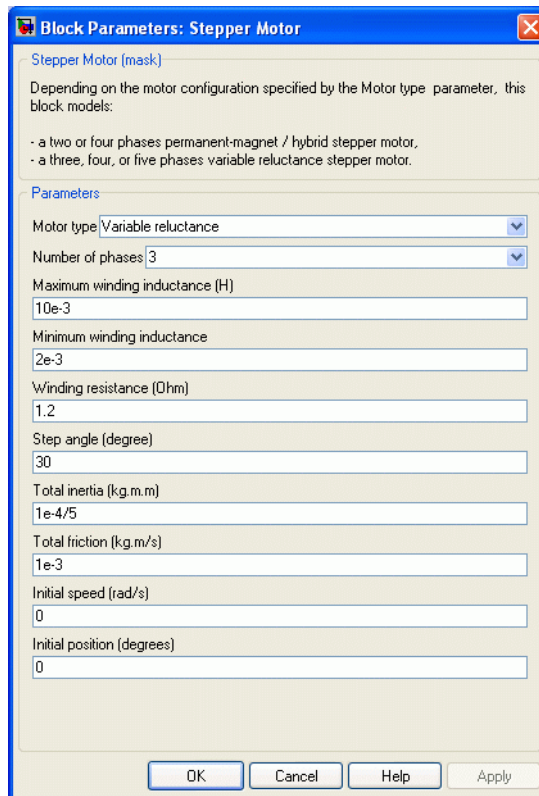 Block Parameters: Stepper Motor
Stepper Motor (mask)
Depending on the motor configuration specified by the Motor type parameter, this
block models:
- a two or four phases permanent-magnet / hybrid stepper motor,
- a three, four, or five phases variable reluctance stepper motor.
Parameters
Motor type Variable reluctance
Number of phases 3
Maximum winding inductance (H)
10e-3
Minimum winding inductance
2e-3
Winding resistance (Ohm)
1.2
Step angle (degree)
30
Total inertia (kg.m.m)
1e-4/5
Total friction (kg.m/s)
1e-3
Initial speed (rad/s)
0
Initial position (degrees)
0
OK Cancel Help Apply